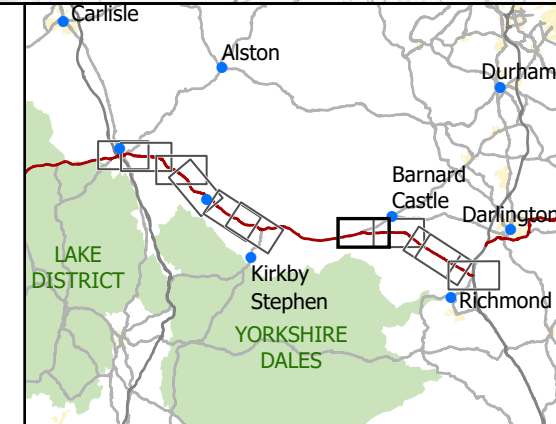 Carlisle
Alston
Durham
Barnard
Castle
Darlington
LAKE
DISTRICT
Kirkby
Stephen
Richmond
YORKSHIRE
DALES